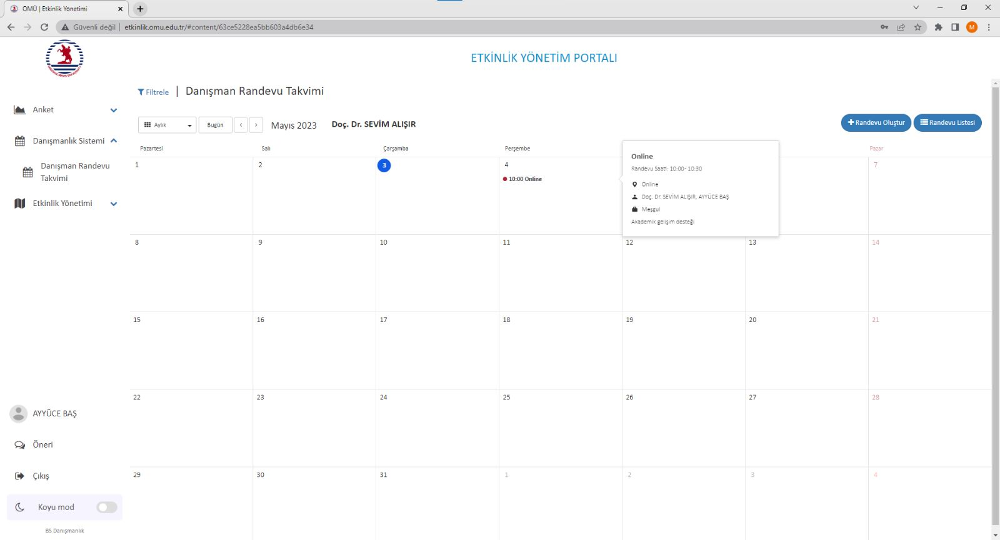 OMÜ | Etkinlik Yönetimi
Güvenli değil | etkinlik.omu.edu.tr/#content/63ce5228ea5bb603a4db6e34
M
ETKİNLİK YÖNETİM PORTALI
Filtrele | Danışman Randevu Takvimi
Anket
Danışmanlık Sistemi
Danışman Randevu
Takvimi
Etkinlik Yönetimi
Aylık
Bugün
< >
Mayıs 2023
Doç. Dr. SEVİM ALIŞIR
Randevu Oluştur
Randevu Listesi
Pazartesi Salı Çarşamba Perşembe Pazar
1 2 3 4 7
10:00 Online
Online
Randevu Saati: 10:00- 10:30
Online
Doç. Dr. SEVİM ALIŞIR, AYYÜCE BAŞ
Meşgul
Akademik gelişim desteği
8 9 10 11 12 13 14
15 16 17 18 19 20 21
22 23 24 25 26 27 28
29 30 31 1 2 3 4
AYYÜCE BAŞ
Öneri
Çıkış
Koyu mod
BS Danışmanlık